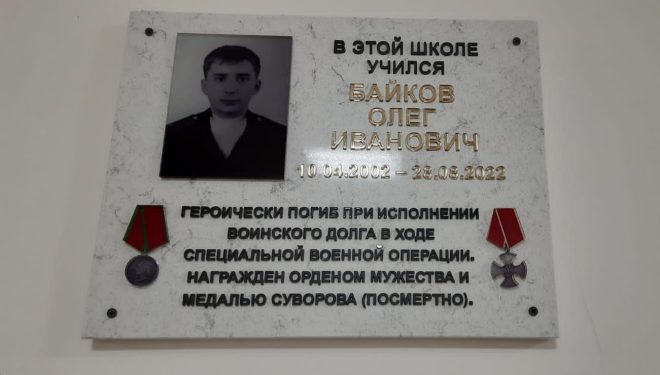 В ЭТОЙ ШКОЛЕ
УЧИЛСЯ
БАЙКОВ
ОЛЕГ
ИВАНОВИЧ
10.04.2002 – 28.08.2022
ГЕРОИЧЕСКИ ПОГИБ ПРИ ИСПОЛНЕНИИ
ВОИНСКОГО ДОЛГА В ХОДЕ
СПЕЦИАЛЬНОЙ ВОЕННОЙ ОПЕРАЦИИ.
НАГРАЖДЕН ОРДЕНОМ МУЖЕСТВА И
МЕДАЛЬЮ СУВОРОВА (ПОСМЕРТНО).